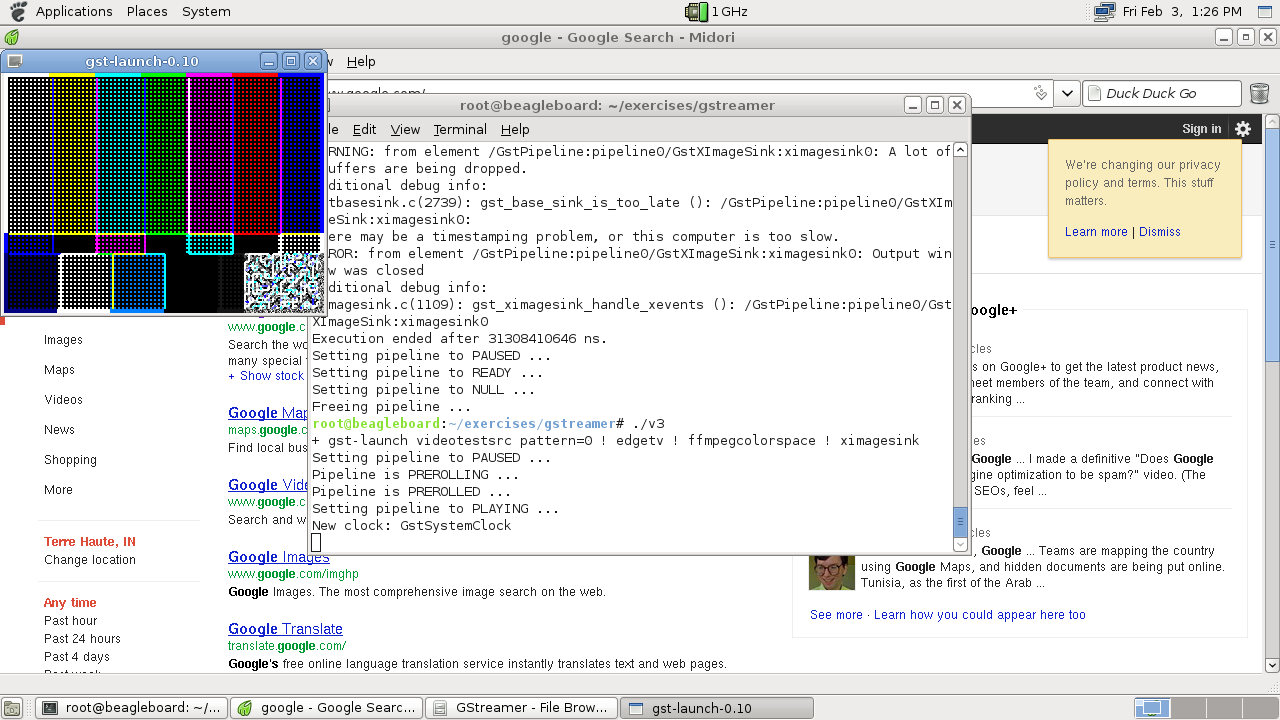 Applications Places System
1 GHz
Fri Feb 3, 1:26 PM
google - Google Search - Midori
gst-launch-0.10
Help
Duck Duck Go
root@beagleboard: ~/exercises/gstreamer
Edit View Terminal Help
Sign in
RNING: from element /GstPipeline:pipeline0/GstXImageSink:ximagesink0: A lot of
uffers are being dropped.
ditional debug info:
tbasesink.c(2739): gst_base_sink_is_too_late (): /GstPipeline:pipeline0/GstXIm
eSink:ximagesink0:
ere may be a timestamping problem, or this computer is too slow.
ROR: from element /GstPipeline:pipeline0/GstXImageSink:ximagesink0: Output win
w was closed
ditional debug info:
magesink.c(1109): gst_ximagesink_handle_xevents (): /GstPipeline:pipeline0/Gst
XImageSink:ximagesink0
Execution ended after 31308410646 ns.
Setting pipeline to PAUSED ...
Setting pipeline to READY ...
Setting pipeline to NULL ...
Freeing pipeline ...
root@beagleboard:~/exercises/gstreamer# ./v3
+ gst-launch videotestsrc pattern=0 ! edgetv ! ffmpegcolorspace ! ximagesink
Setting pipeline to PAUSED ...
Pipeline is PREROLLING ...
Pipeline is PREROLLED ...
Setting pipeline to PLAYING ...
New clock: GstSystemClock
We're changing our privacy
policy and terms. This stuff
matters.
Learn more | Dismiss
Images
Maps
Videos
News
Shopping
More
Terre Haute, IN
Change location
Any time
Past hour
Past 24 hours
Past 4 days
www.google.c
Search the wo
many special
+ Show stock
Google Map
maps.google.c
Find local bus
Google Vide
www.google.c
Search and w
Google Images
www.google.com/imghp
Google Images. The most comprehensive image search on the web.
Google Translate
translate.google.com/
Google's free online language translation service instantly translates text and web pages.
oogle+
cles
s on Google+ to get the latest product news,
eet members of the team, and connect with
ranking ...
es
Google ... I made a definitive "Does Google
gine optimization to be spam?" video. (The
SEOs, feel ...
cles
, Google ... Teams are mapping the country
using Google Maps, and hidden documents are being put online.
Tunisia, as the first of the Arab ...
See more · Learn how you could appear here too
root@beagleboard: ~/...
google - Google Searc...
GStreamer - File Brow...
gst-launch-0.10